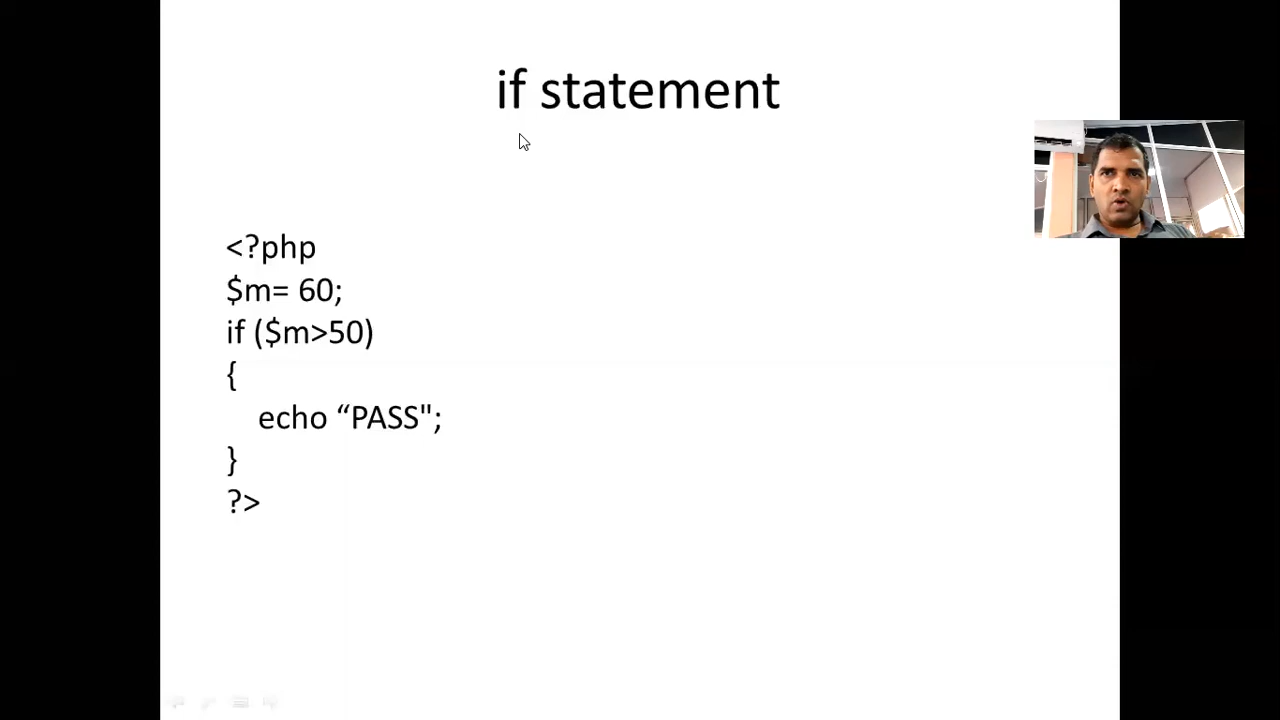 if statement
<?php
$m= 60;
if ($m>50)
{
echo “PASS";
}
?>